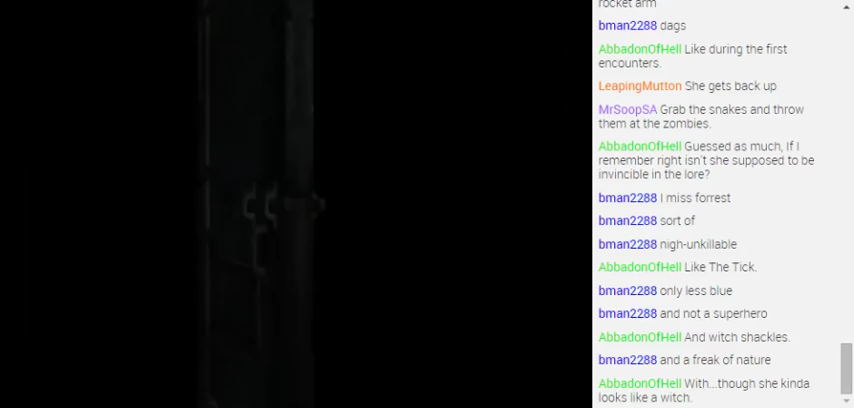 rocket arm
bman2288 dags
AbbadonOfHell Like during the first
encounters.
LeapingMutton She gets back up
MrSoopSA Grab the snakes and throw
them at the zombies.
AbbadonOfHell Guessed as much, If I
remember right isn't she supposed to be
invincible in the lore?
bman2288 I miss forrest
bman2288 sort of
bman2288 nigh-unkillable
AbbadonOfHell Like The Tick.
bman2288 only less blue
bman2288 and not a superhero
AbbadonOfHell And witch shackles.
bman2288 and a freak of nature
AbbadonOfHell With...though she kinda
looks like a witch.